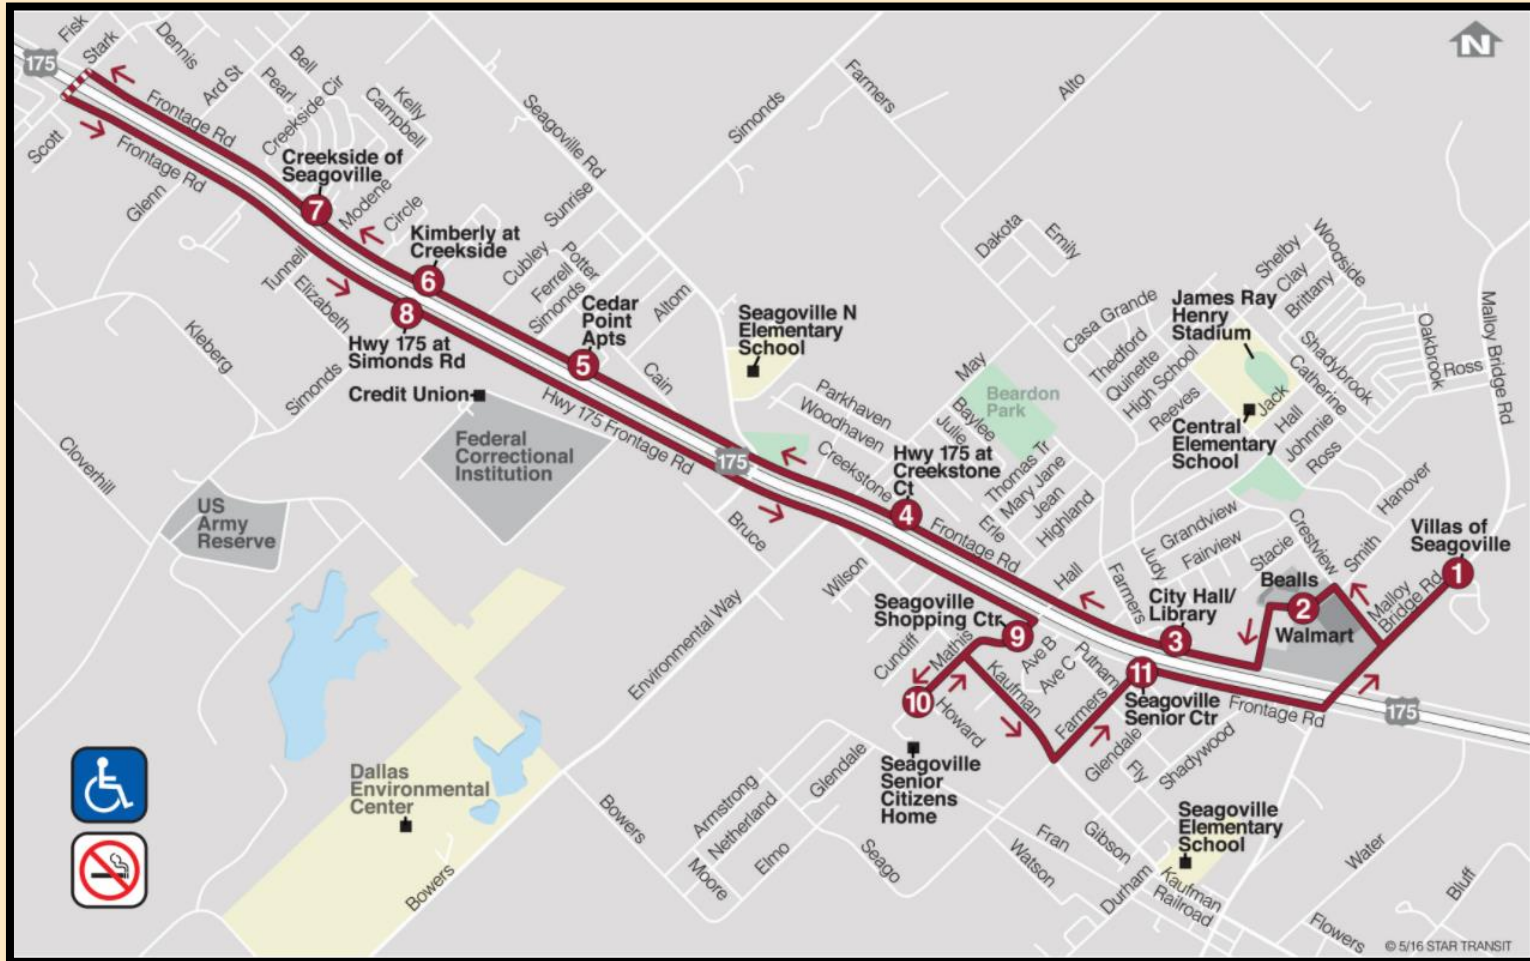 Fisk
Stark
175
Dennis
Ard St
Bell
Pearl
Creekside Cir
Kelly
Campbell
Frontage Rd
Frontage Rd
Scott
Glenn
Creekside of
Seagoville
7
Modene
Circle
Kimberly at
Creekside
6
Tunnell
Elizabeth
8
Hwy 175 at
Simonds Rd
Simonds
Kleberg
Cloverhill
Credit Union
Federal
Correctional
Institution
US
Army
Reserve
Seagoville Rd
Sunrise
Cubley
Ferrell
Potter
Simonds
Altom
Cedar
Point
Apts
5
Cain
Hwy 175 Frontage Rd
175
Simonds
Farmers
Alto
N
Seagoville N
Elementary
School
Parkhaven
Woodhaven
Creekstone
Hwy 175 at
Creekstone
Ct
4
Frontage Rd
May
Beardon
Park
Baylee
Julie
Thomas Tr
Mary Jane
Jean
Erle
Highland
Dakota
Emily
Casa Grande
Thedford
Quinette
High School
Reeves
James Ray
Henry
Stadium
Central
Elementary
School
Shelby
Clay
Brittany
Woodside
Shadybrook
Catherine
Jack
Hall
Johnnie
Ross
Oakbrook
Ross
Malloy Bridge Rd
Hanover
Grandview
Fairview
Stacie
Crestview
Smith
Judy
Farmers
Hall
Villas of
Seagoville
1
Malloy
Bridge Rd
Bealls
2
Walmart
City Hall/
Library
3
Bruce
Wilson
Environmental Way
Seagoville
Shopping Ctr
9
Cundiff
Mathis
10
Howard
Kaufman
Ave B
Ave C
Putnam
Farmers
11
Seagoville
Senior Ctr
Frontage Rd
175
Glendale
Fly
Shadywood
Seagoville
Senior
Citizens
Home
Seagoville
Elementary
School
Dallas
Environmental
Center
Bowers
Bowers
Armstrong
Netherland
Moore
Elmo
Glendale
Seago
Watson
Fran
Gibson
Durham
Kaufman
Railroad
Water
Bluff
Flowers
© 5/16 STAR TRANSIT